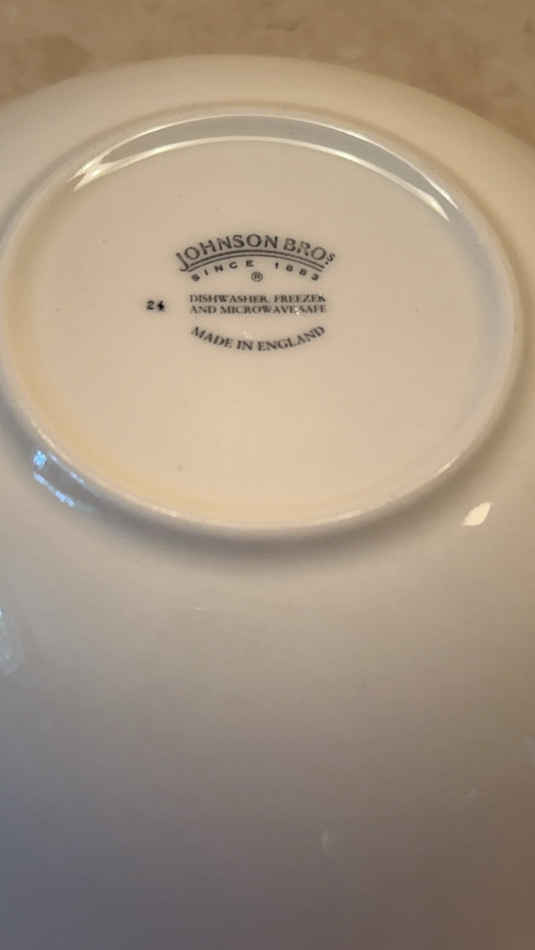 JOHNSON BROS
SINCE 1883
®
24
DISHWASHER, FREEZER
AND MICROWAVE SAFE
MADE IN ENGLAND